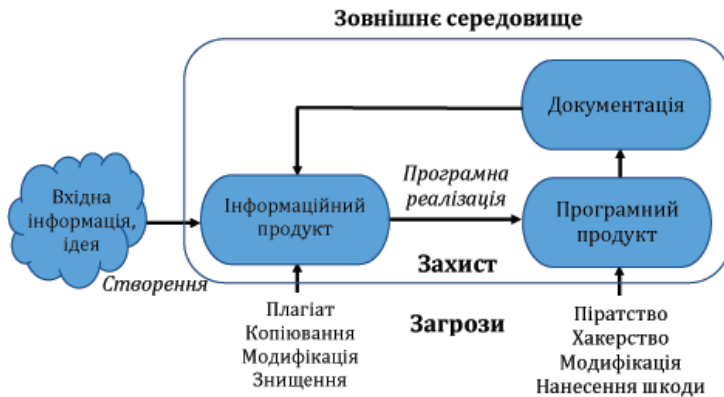 Зовнішнє середовище
Документація
Вхідна
інформація,
ідея
Створення
Інформаційний
продукт
Програмна
реалізація
Програмний
продукт
Захист
Загрози
Плагіат
Копіювання
Модифікація
Знищення
Піратство
Хакерство
Модифікація
Нанесення шкоди